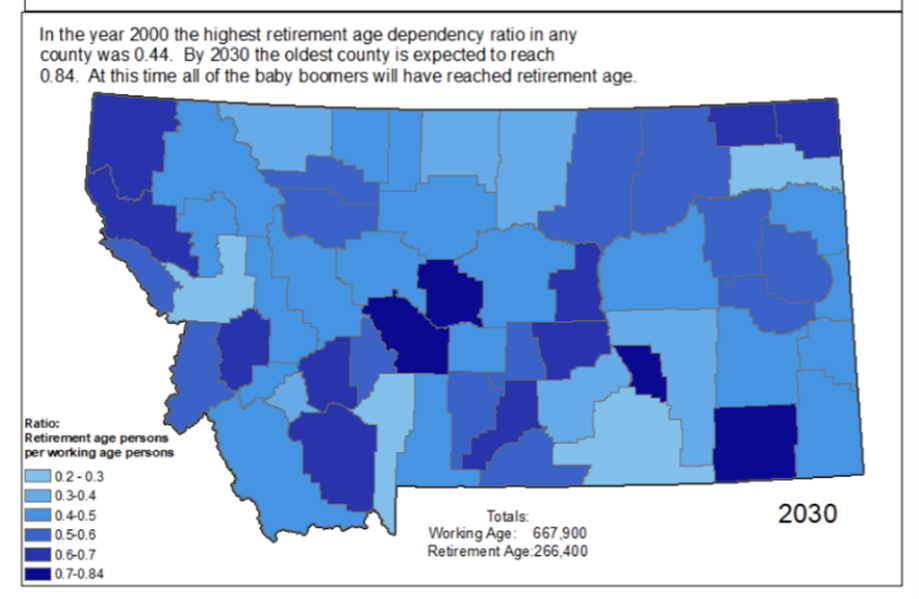 In the year 2000 the highest retirement age dependency ratio in any
county was 0.44. By 2030 the oldest county is expected to reach
0.84. At this time all of the baby boomers will have reached retirement age.
Ratio:
Retirement age persons
per working age persons
0.2 - 0.3
0.3-0.4
0.4-0.5
0.5-0.6
0.6-0.7
0.7-0.84
Totals:
Working Age: 667,900
Retirement Age:266,400
2030